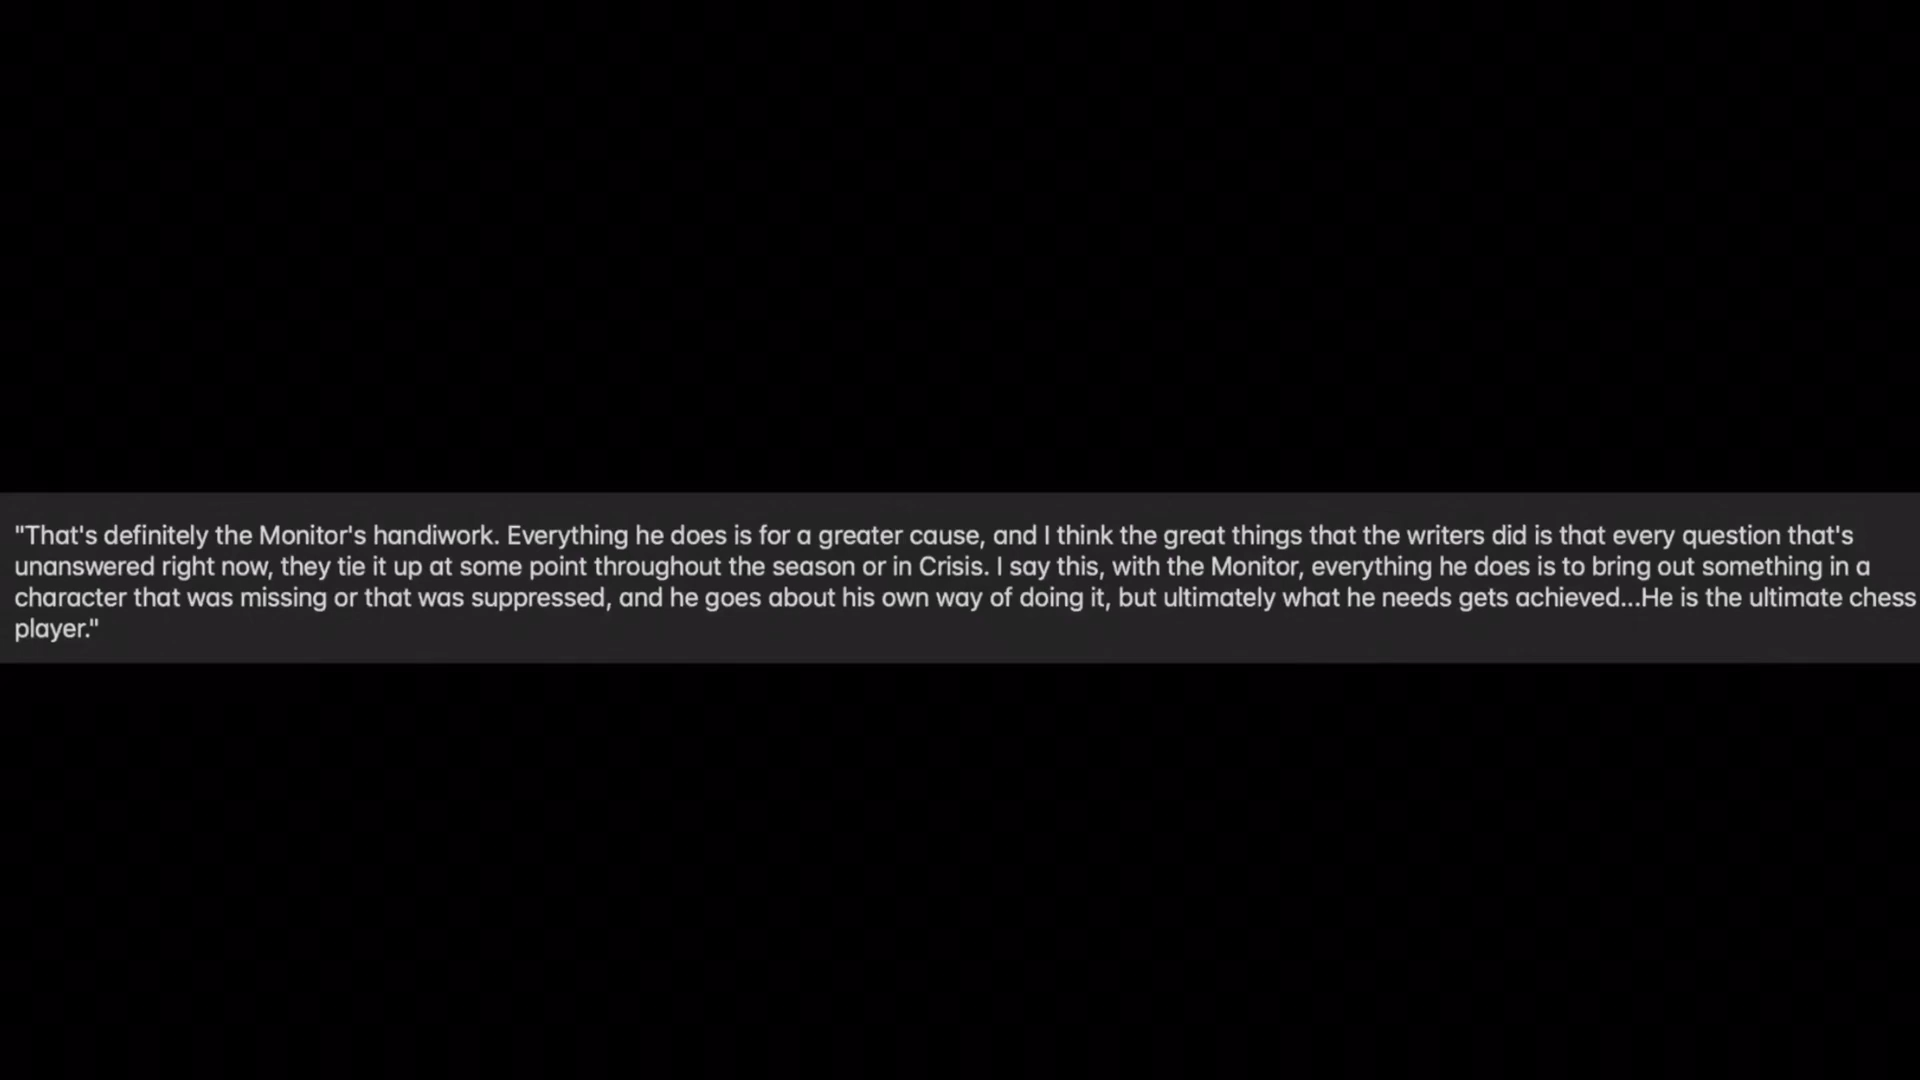 "That's definitely the Monitor's handiwork. Everything he does is for a greater cause, and I think the great things that the writers did is that every question that's
unanswered right now, they tie it up at some point throughout the season or in Crisis. I say this, with the Monitor, everything he does is to bring out something in a
character that was missing or that was suppressed, and he goes about his own way of doing it, but ultimately what he needs gets achieved...He is the ultimate chess
player."